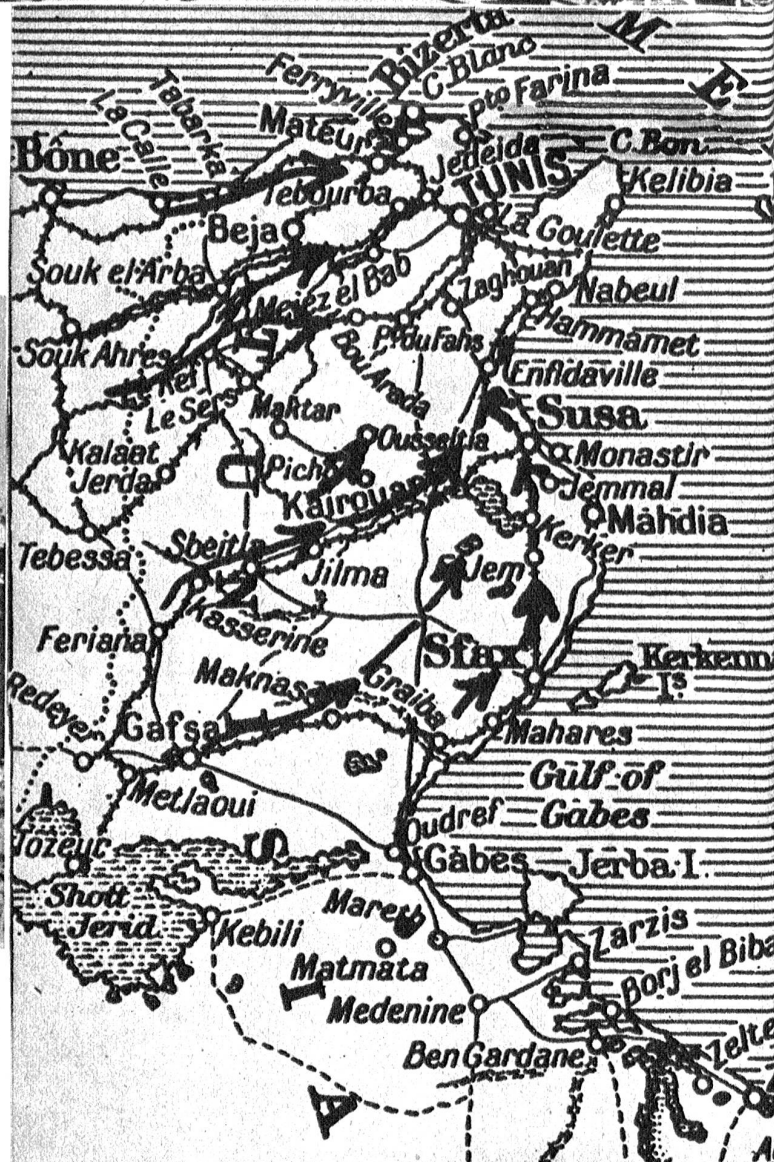 M
E
Bizerta
C. Blanc
Ferryville
Pto Farina
Tabarka
La Calle
Mateur
Bône
Jedeida
C. Bon
TUNIS
Kelibia
Tebourba
La Goulette
Beja
Souk el Arba
Mejez el Bab
Zaghouan
Nabeul
Hammamet
P. du Fahs
Souk Ahras
Bou Arada
Enfidaville
Kef
Le Sers
Maktar
Susa
Ousseltia
Monastir
Kalaat
Jerda
Pichon
Jemmal
Kairouan
Mahdia
Kerker
Tebessa
Sbeitla
Jilma
Jem
Kasserine
Feriana
Sfax
Kerkenn
Is.
Maknassy
Graiba
Redeyef
Gafsa
Mahares
Metlaoui
Gulf of
Gabes
Oudref
Tozeur
S
Gabes
Jerba I.
Shott
Jerid
Mareth
Kebili
Zarzis
Matmata
Borj el Biba
I
Medenine
Ben Gardane
Zelte
A